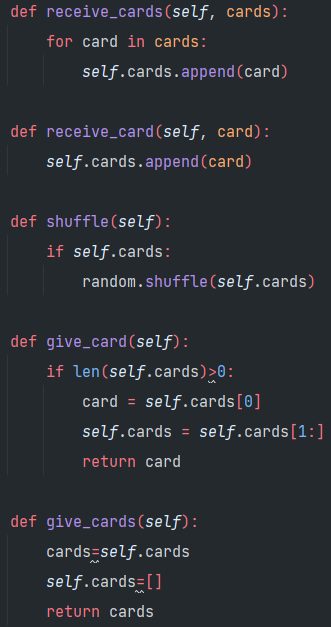 def receive_cards(self, cards):
    for card in cards:
        self.cards.append(card)

def receive_card(self, card):
    self.cards.append(card)

def shuffle(self):
    if self.cards:
        random.shuffle(self.cards)

def give_card(self):
    if len(self.cards)>0:
        card = self.cards[0]
        self.cards = self.cards[1:]
        return card

def give_cards(self):
    cards=self.cards
    self.cards=[]
    return cards